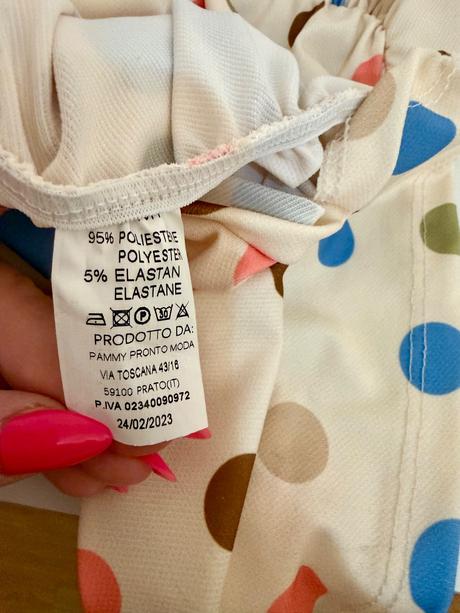 95% POLIESTERE
POLYESTER
5% ELASTAN
ELASTANE
30
PRODOTTO DA:
PAMMY PRONTO MODA
VIA TOSCANA 43/16
59100 PRATO(IT)
P.IVA 02340090972
24/02/2023